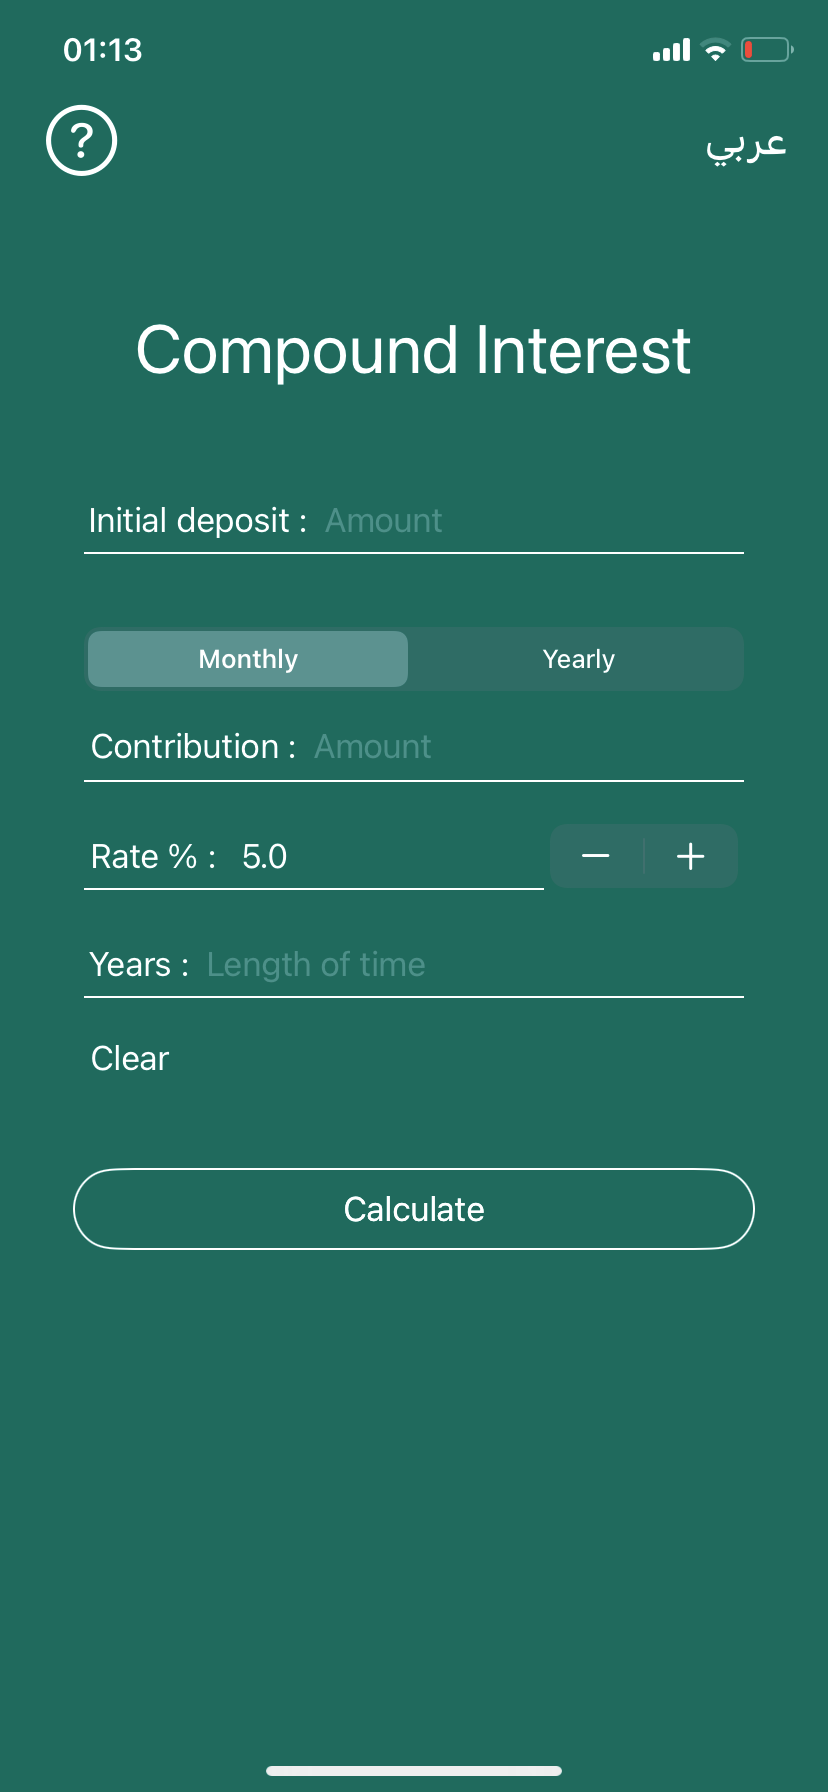 01:13
?
عربي
Compound Interest
Initial deposit : Amount
Monthly Yearly
Contribution : Amount
Rate % : 5.0 — +
Years : Length of time
Clear
Calculate